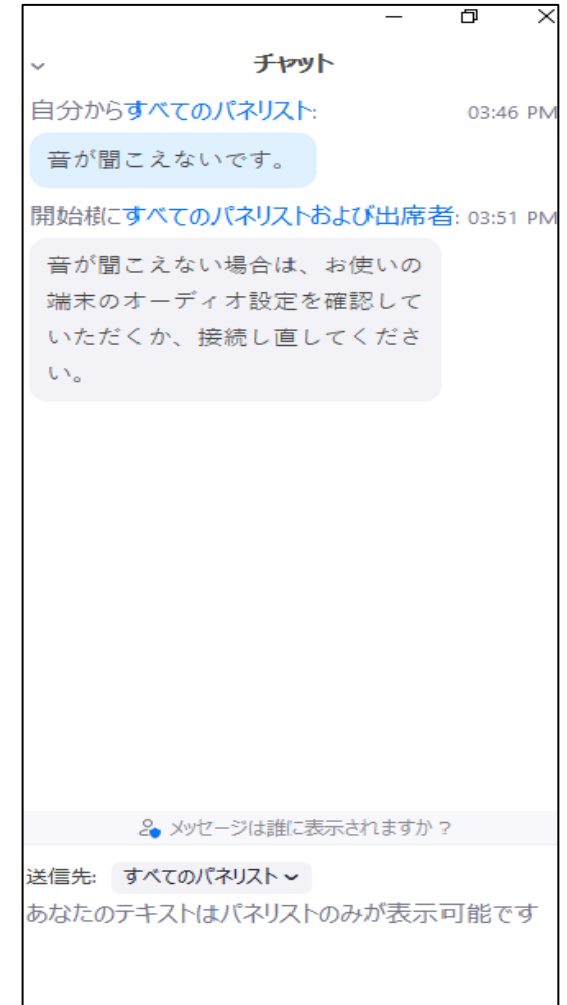 チャット
自分からすべてのパネリスト: 03:46 PM
音が聞こえないです。
開始様にすべてのパネリストおよび出席者: 03:51 PM
音が聞こえない場合は、お使いの
端末のオーディオ設定を確認して
いただくか、接続し直してくださ
い。
メッセージは誰に表示されますか?
送信先: すべてのパネリスト
あなたのテキストはパネリストのみが表示可能です